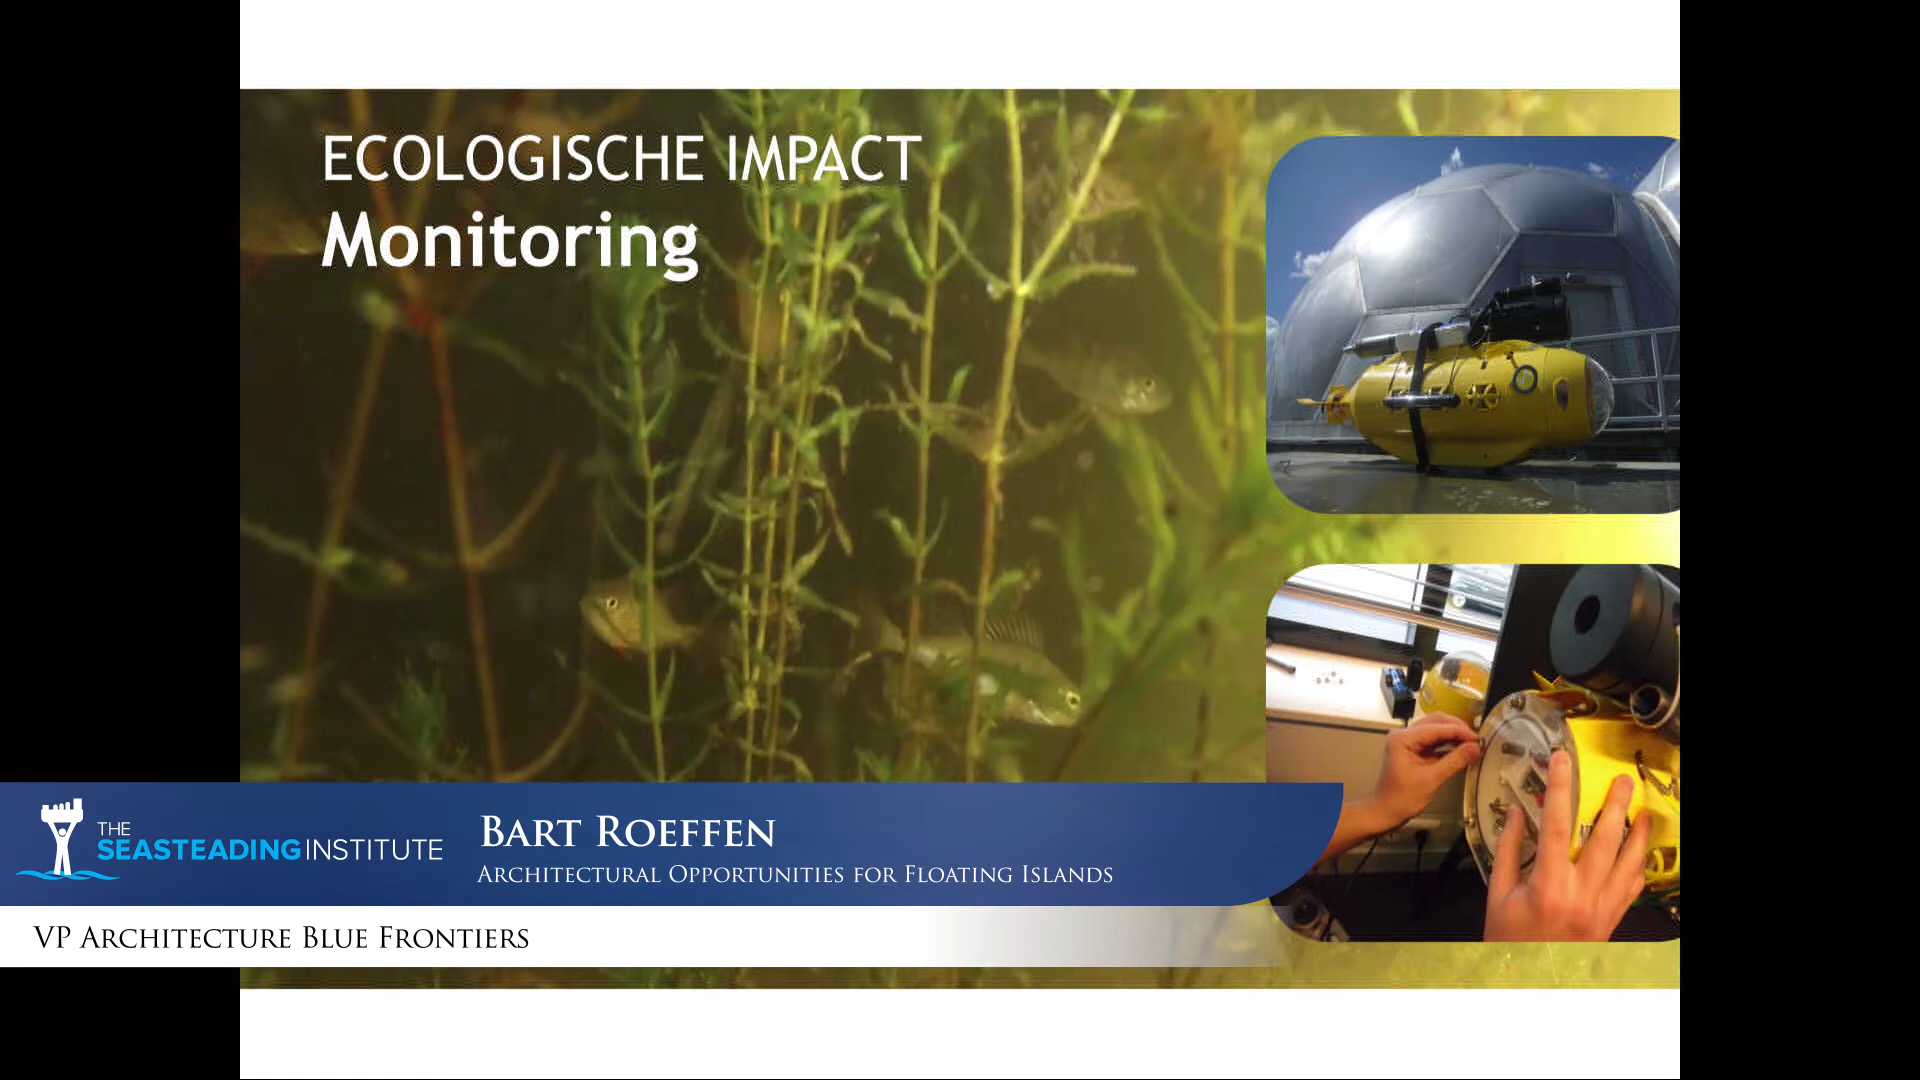 ECOLOGISCHE IMPACT
Monitoring
THE
SEASTEADING INSTITUTE
BART ROEFFEN
ARCHITECTURAL OPPORTUNITIES FOR FLOATING ISLANDS
VP ARCHITECTURE BLUE FRONTIERS